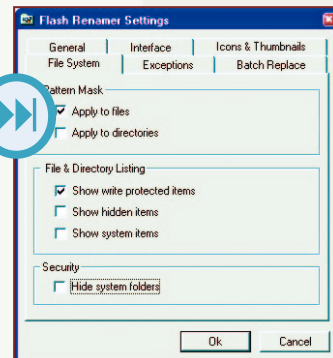 Flash Renamer Settings
General Interface Icons & Thumbnails
File System Exceptions Batch Replace
Pattern Mask
Apply to files
Apply to directories
File & Directory Listing
Show write protected items
Show hidden items
Show system items
Security
Hide system folders
Ok Cancel